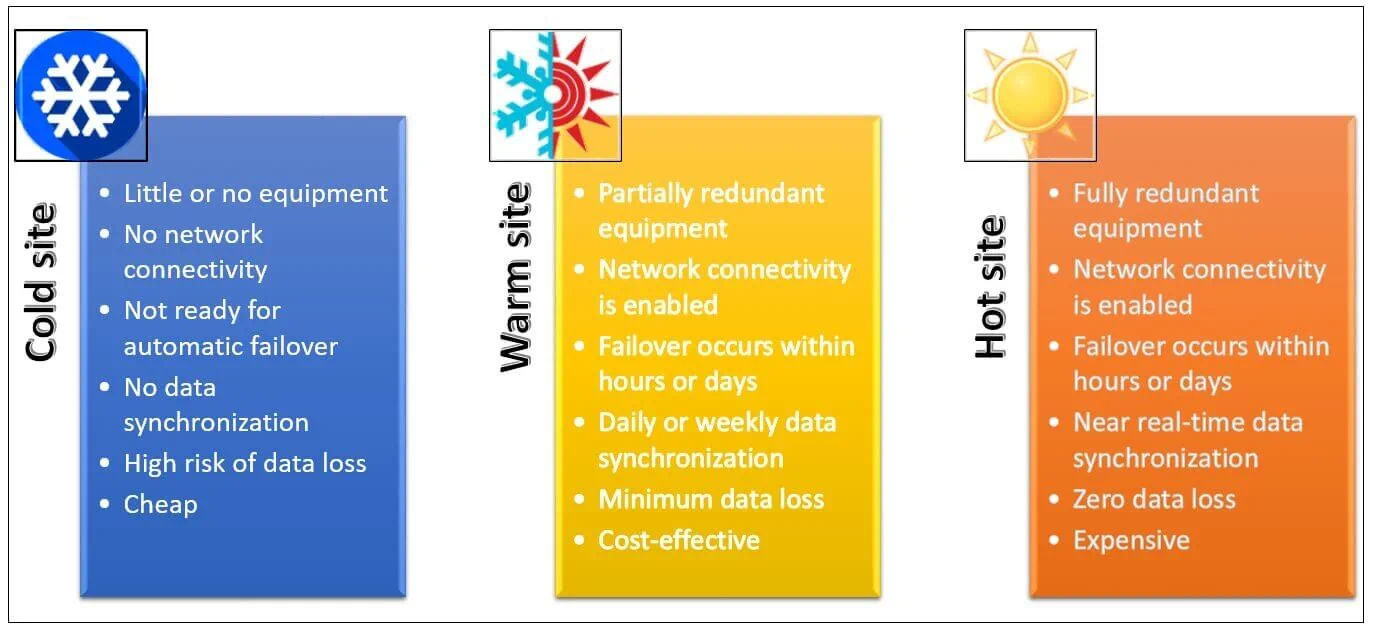 Cold site
• Little or no equipment
• No network
connectivity
• Not ready for
automatic failover
• No data
synchronization
• High risk of data loss
• Cheap
Warm site
• Partially redundant
equipment
• Network connectivity
is enabled
• Failover occurs within
hours or days
• Daily or weekly data
synchronization
• Minimum data loss
• Cost-effective
Hot site
• Fully redundant
equipment
• Network connectivity
is enabled
• Failover occurs within
hours or days
• Near real-time data
synchronization
• Zero data loss
• Expensive